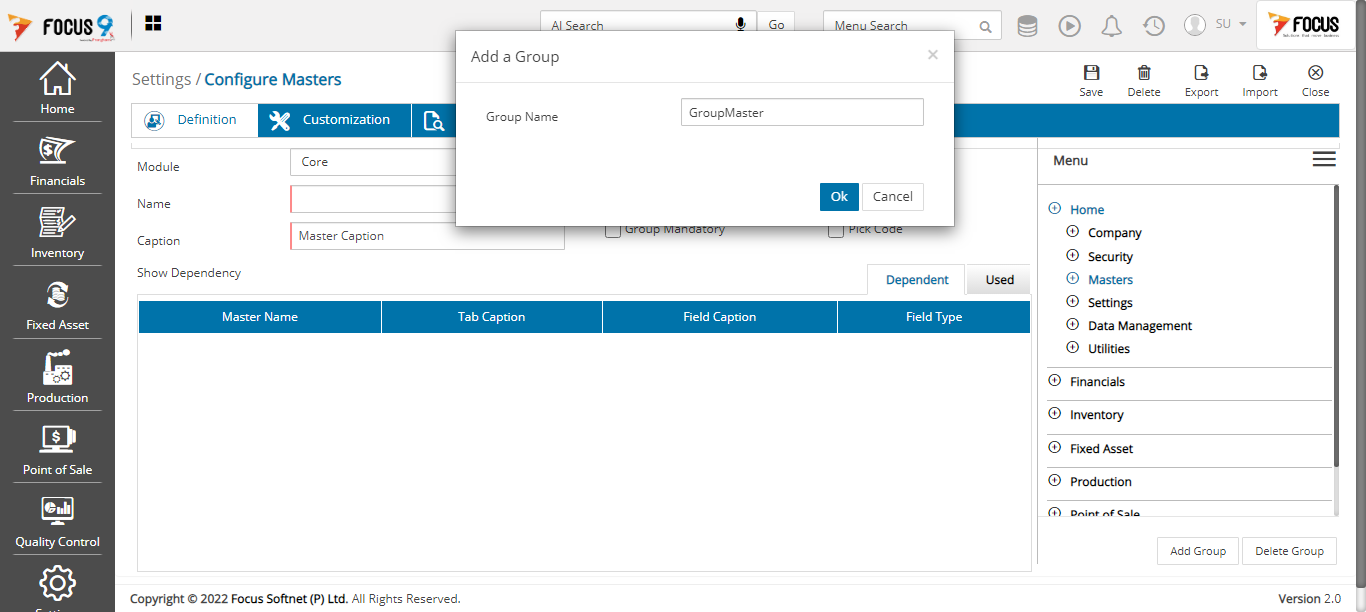 FOCUS 9
AI Search
Go
Menu Search
SU
FOCUS
Home
Financials
Inventory
Fixed Asset
Production
Point of Sale
Quality Control
Settings / Configure Masters
Save
Delete
Export
Import
Close
Definition
Customization
Add a Group
×
Group Name
GroupMaster
Ok
Cancel
Module
Core
Name
Caption
Master Caption
Group Mandatory
Pick Code
Show Dependency
Dependent
Used
Master Name
Tab Caption
Field Caption
Field Type
Menu
Home
Company
Security
Masters
Settings
Data Management
Utilities
Financials
Inventory
Fixed Asset
Production
Point of Sale
Add Group
Delete Group
Copyright © 2022 Focus Softnet (P) Ltd. All Rights Reserved.
Version 2.0